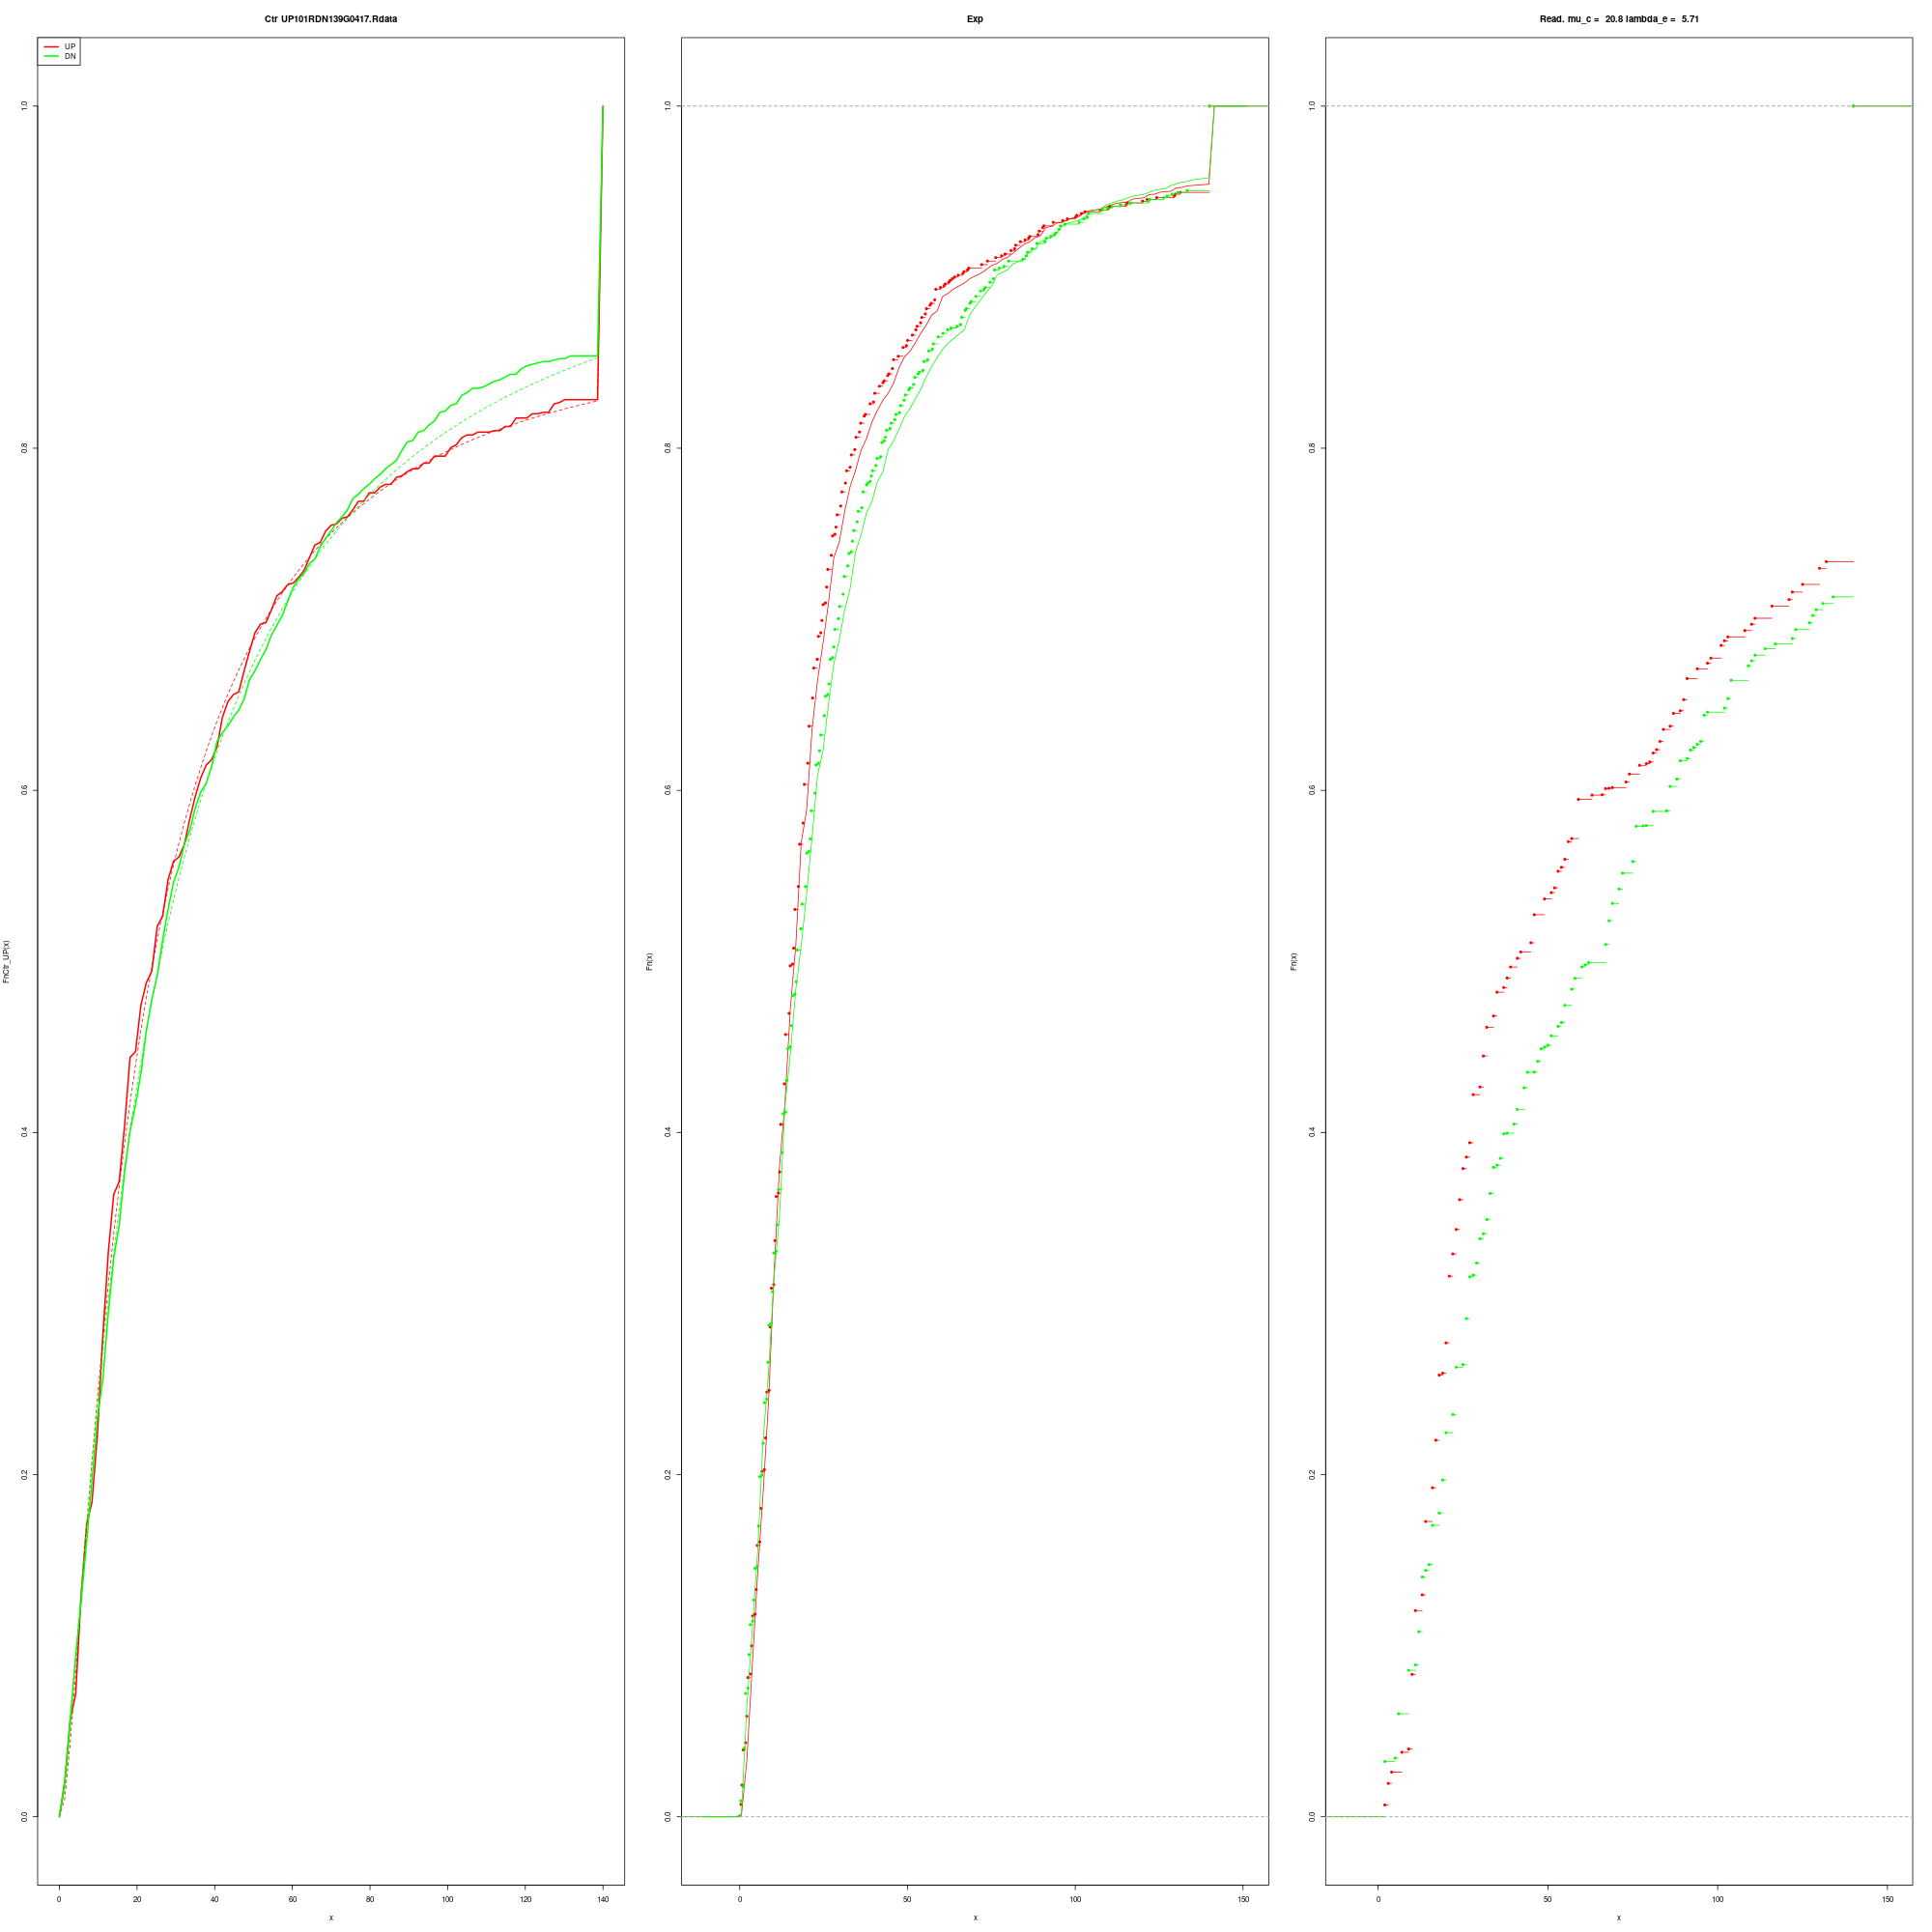 Ctr UP101RDN139G0417.Rdata
UP
DN
FnCtr_UP(x)
0.0
0.2
0.4
0.6
0.8
1.0
0 20 40 60 80 100 120 140
x
Exp
Fn(x)
0.0
0.2
0.4
0.6
0.8
1.0
0 50 100 150
x
Read. mu_c = 20.8 lambda_e = 5.71
Fn(x)
0.0
0.2
0.4
0.6
0.8
1.0
0 50 100 150
x